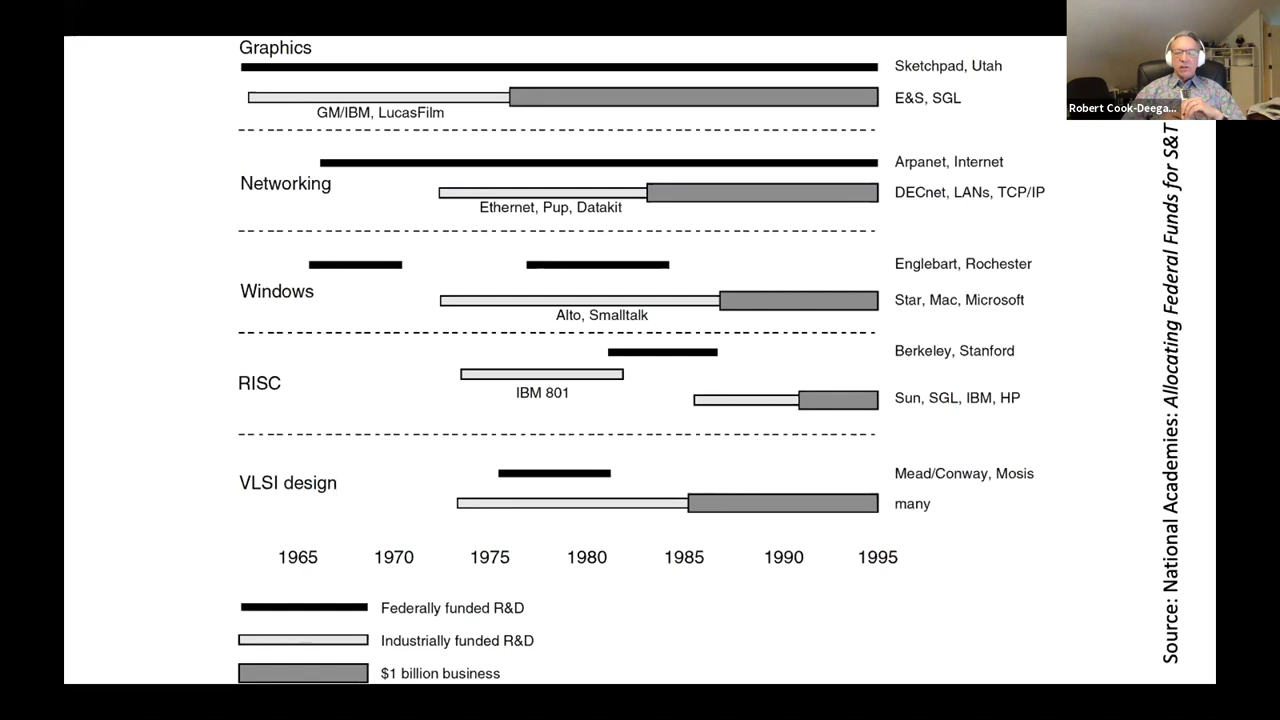 Graphics
Sketchpad, Utah
E&S, SGL
GM/IBM, LucasFilm
Arpanet, Internet
Networking
DECnet, LANs, TCP/IP
Ethernet, Pup, Datakit
Englebart, Rochester
Windows
Star, Mac, Microsoft
Alto, Smalltalk
Berkeley, Stanford
RISC
IBM 801
Sun, SGL, IBM, HP
Mead/Conway, Mosis
VLSI design
many
1965 1970 1975 1980 1985 1990 1995
Federally funded R&D
Industrially funded R&D
$1 billion business
Source: National Academies: Allocating Federal Funds for S&T
Robert Cook-Deega...